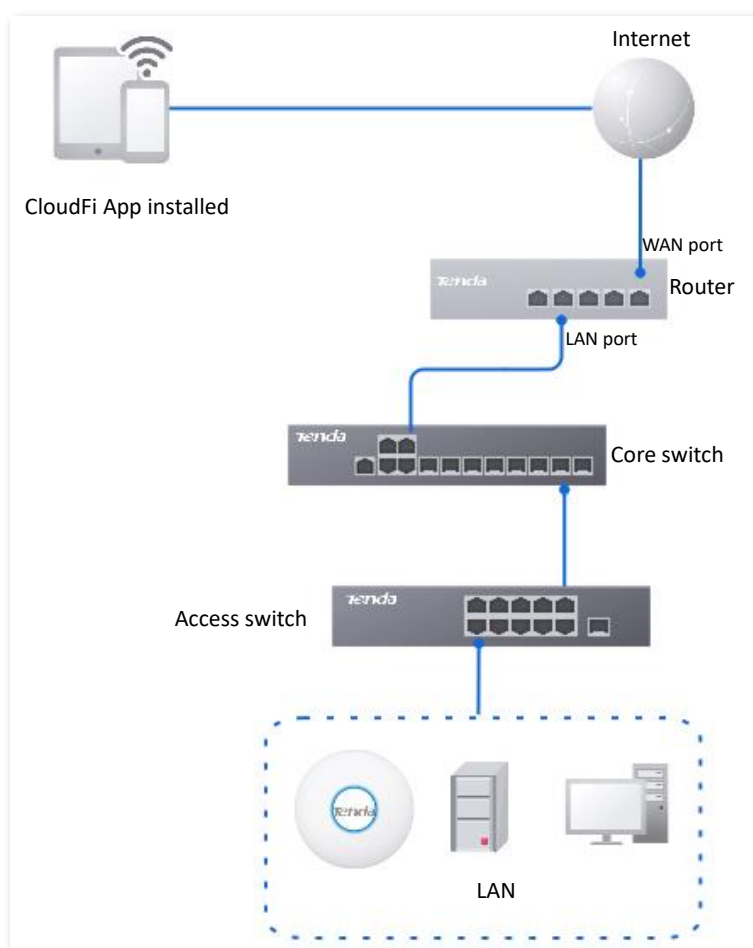 Internet
CloudFi App installed
WAN port
Tenda
Router
LAN port
Tenda
Core switch
Tenda
Access switch
Tenda
LAN